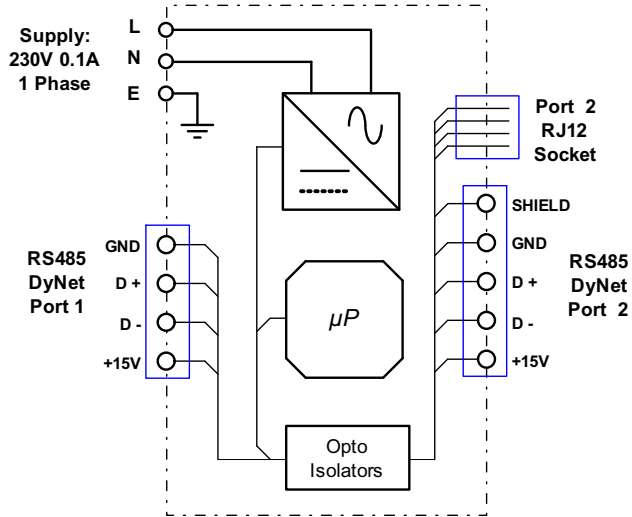 Supply:
230V 0.1A
1 Phase
L
N
E
Port 2
RJ12
Socket
RS485
DyNet
Port 1
GND
D +
D -
+15V
µP
SHIELD
GND
D +
D -
+15V
RS485
DyNet
Port 2
Opto
Isolators